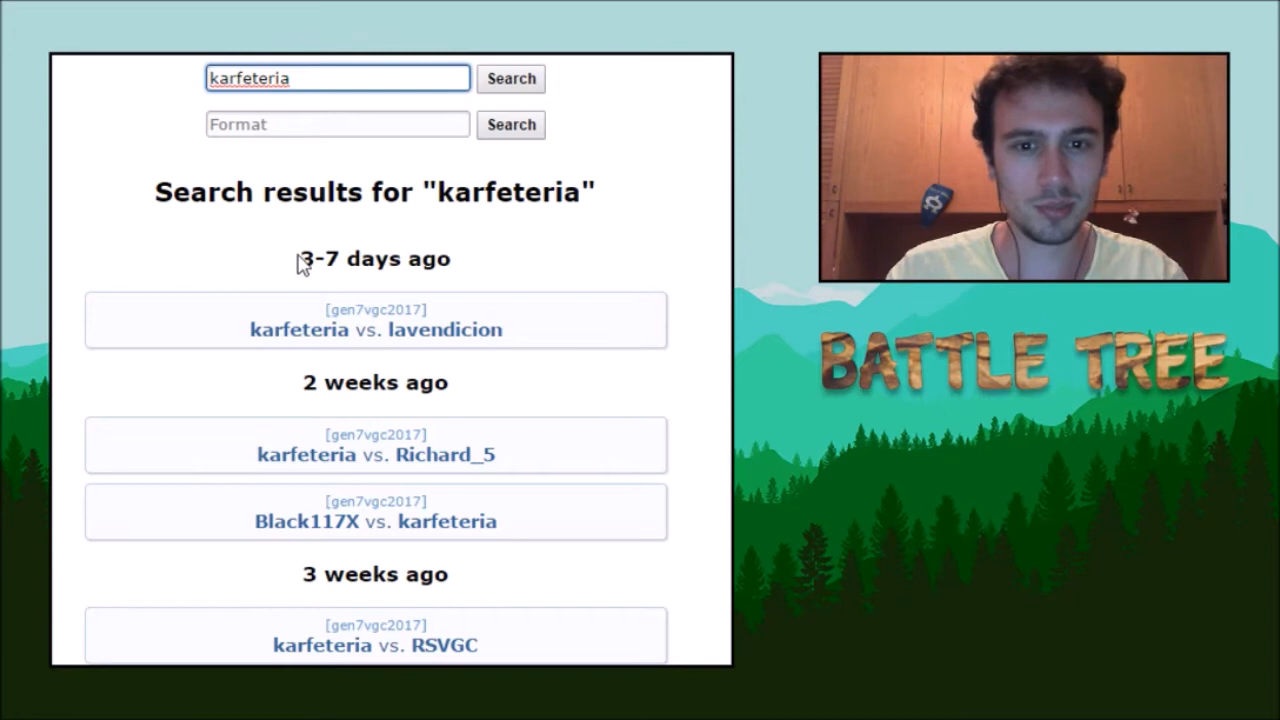 karfeteria
Search
Format
Search
Search results for "karfeteria"
3-7 days ago
[gen7vgc2017]
karfeteria vs. lavendicion
2 weeks ago
[gen7vgc2017]
karfeteria vs. Richard_5
[gen7vgc2017]
Black117X vs. karfeteria
3 weeks ago
[gen7vgc2017]
karfeteria vs. RSVGC
BATTLE TREE